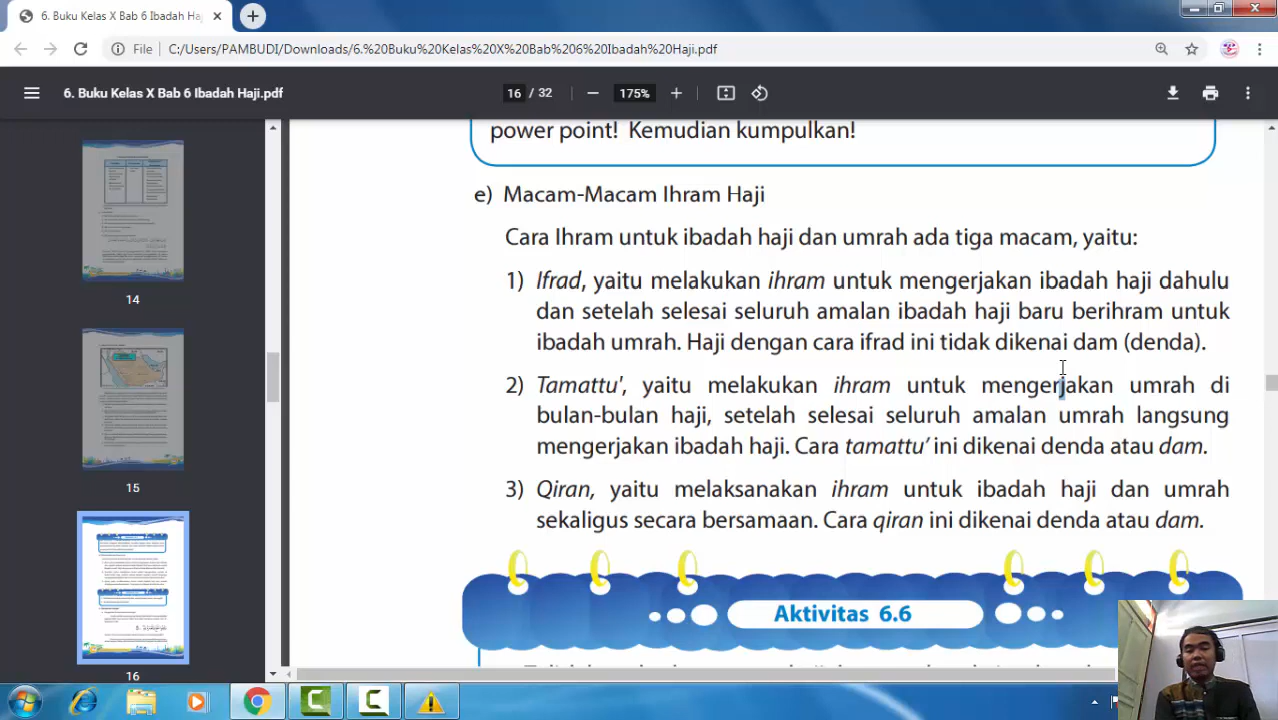 6. Buku Kelas X Bab 6 Ibadah Ha
File C:/Users/PAMBUDI/Downloads/6.%20Buku%20Kelas%20X%20Bab%206%20Ibadah%20Haji.pdf
6. Buku Kelas X Bab 6 Ibadah Haji.pdf
16 / 32
175%
power point! Kemudian kumpulkan!
e) Macam-Macam Ihram Haji
Cara Ihram untuk ibadah haji dan umrah ada tiga macam, yaitu:
1) Ifrad, yaitu melakukan ihram untuk mengerjakan ibadah haji dahulu
dan setelah selesai seluruh amalan ibadah haji baru berihram untuk
ibadah umrah. Haji dengan cara ifrad ini tidak dikenai dam (denda).
2) Tamattu', yaitu melakukan ihram untuk mengerjakan umrah di
bulan-bulan haji, setelah selesai seluruh amalan umrah langsung
mengerjakan ibadah haji. Cara tamattu' ini dikenai denda atau dam.
3) Qiran, yaitu melaksanakan ihram untuk ibadah haji dan umrah
sekaligus secara bersamaan. Cara qiran ini dikenai denda atau dam.
Aktivitas 6.6
14
15
16